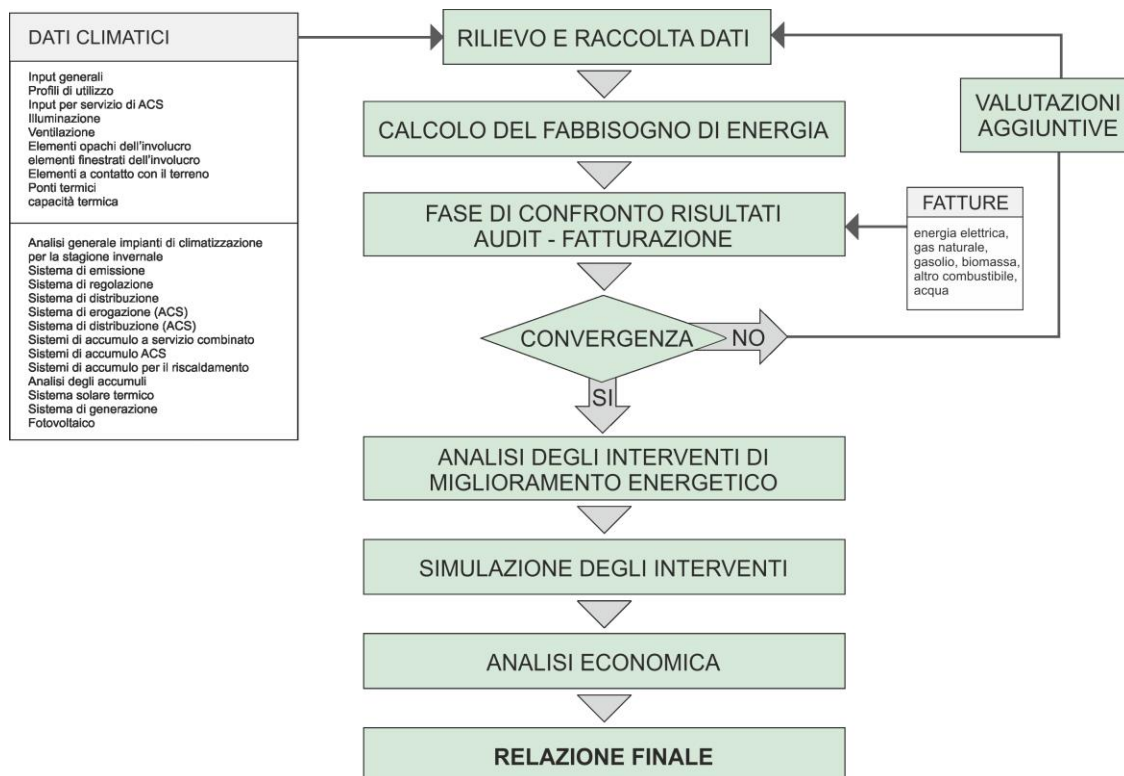 DATI CLIMATICI
Input generali
Profili di utilizzo
Input per servizio di ACS
Illuminazione
Ventilazione
Elementi opachi dell'involucro
elementi finestrati dell'involucro
Elementi a contatto con il terreno
Ponti termici
capacità termica
Analisi generale impianti di climatizzazione
per la stagione invernale
Sistema di emissione
Sistema di regolazione
Sistema di distribuzione
Sistema di erogazione (ACS)
Sistema di distribuzione (ACS)
Sistemi di accumulo a servizio combinato
Sistemi di accumulo ACS
Sistemi di accumulo per il riscaldamento
Analisi degli accumuli
Sistema solare termico
Sistema di generazione
Fotovoltaico
RILIEVO E RACCOLTA DATI
CALCOLO DEL FABBISOGNO DI ENERGIA
FASE DI CONFRONTO RISULTATI
AUDIT - FATTURAZIONE
FATTURE
energia elettrica,
gas naturale,
gasolio, biomassa,
altro combustibile,
acqua
VALUTAZIONI
AGGIUNTIVE
CONVERGENZA
NO
SI
ANALISI DEGLI INTERVENTI DI
MIGLIORAMENTO ENERGETICO
SIMULAZIONE DEGLI INTERVENTI
ANALISI ECONOMICA
RELAZIONE FINALE